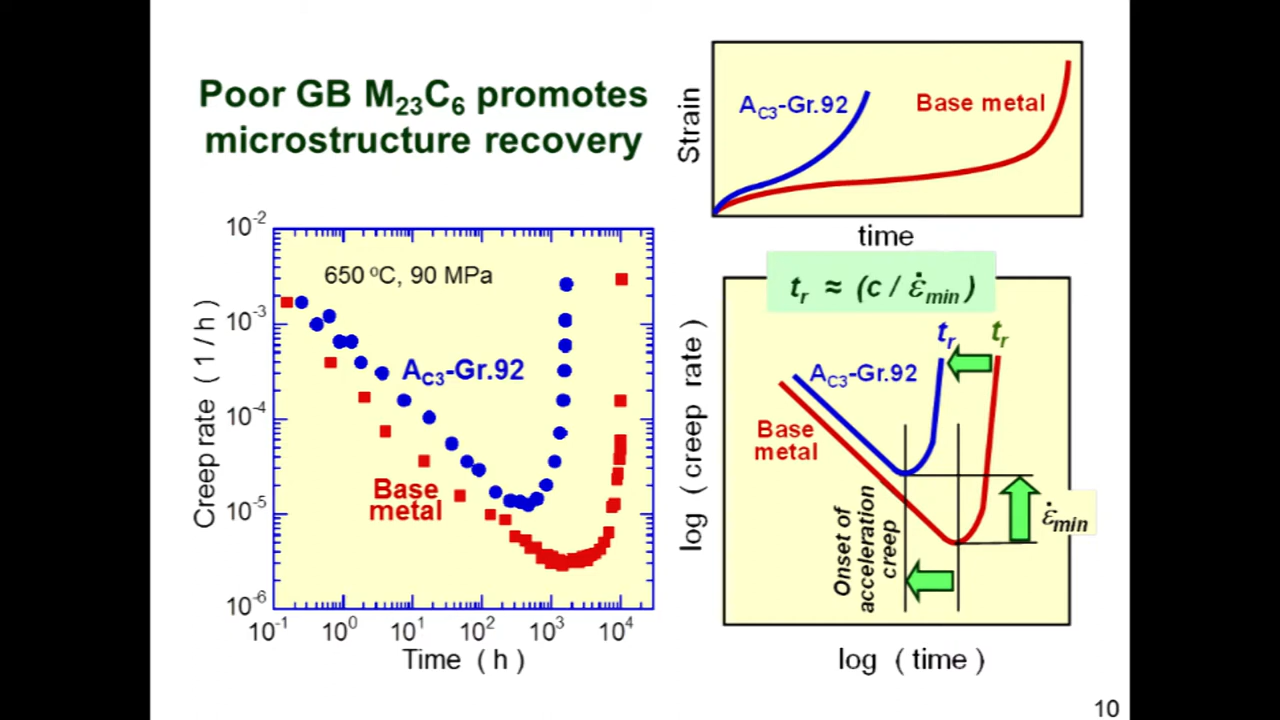 Poor GB M23C6 promotes
microstructure recovery
10⁻²
10⁻³
10⁻⁴
10⁻⁵
10⁻⁶
Creep rate ( 1 / h )
650 ºC, 90 MPa
AC3-Gr.92
Base
metal
10⁻¹
10⁰
10¹
10²
10³
10⁴
Time ( h )
Strain
AC3-Gr.92
Base metal
time
tr ≈ (c / ε̇min )
log ( creep rate )
tr
tr
AC3-Gr.92
Base
metal
Onset of
acceleration
creep
ε̇min
log ( time )
10